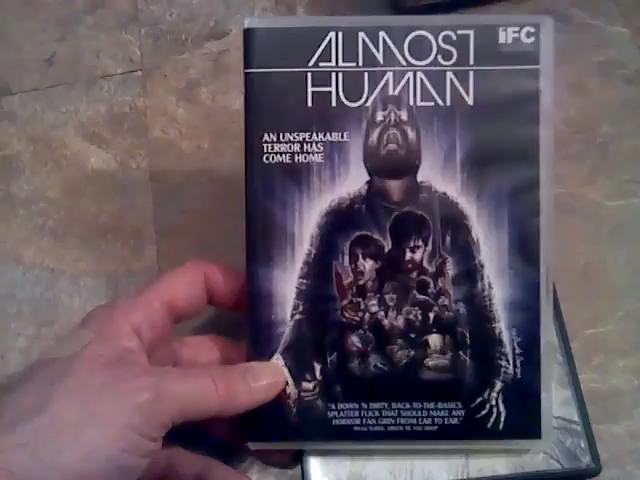 iFC
ALMOST
HUMAN
AN UNSPEAKABLE
TERROR HAS
COME HOME
"A DOWN 'N DIRTY, BACK-TO-THE-BASICS
SPLATTER FLICK THAT SHOULD MAKE ANY
HORROR FAN GRIN FROM EAR TO EAR."